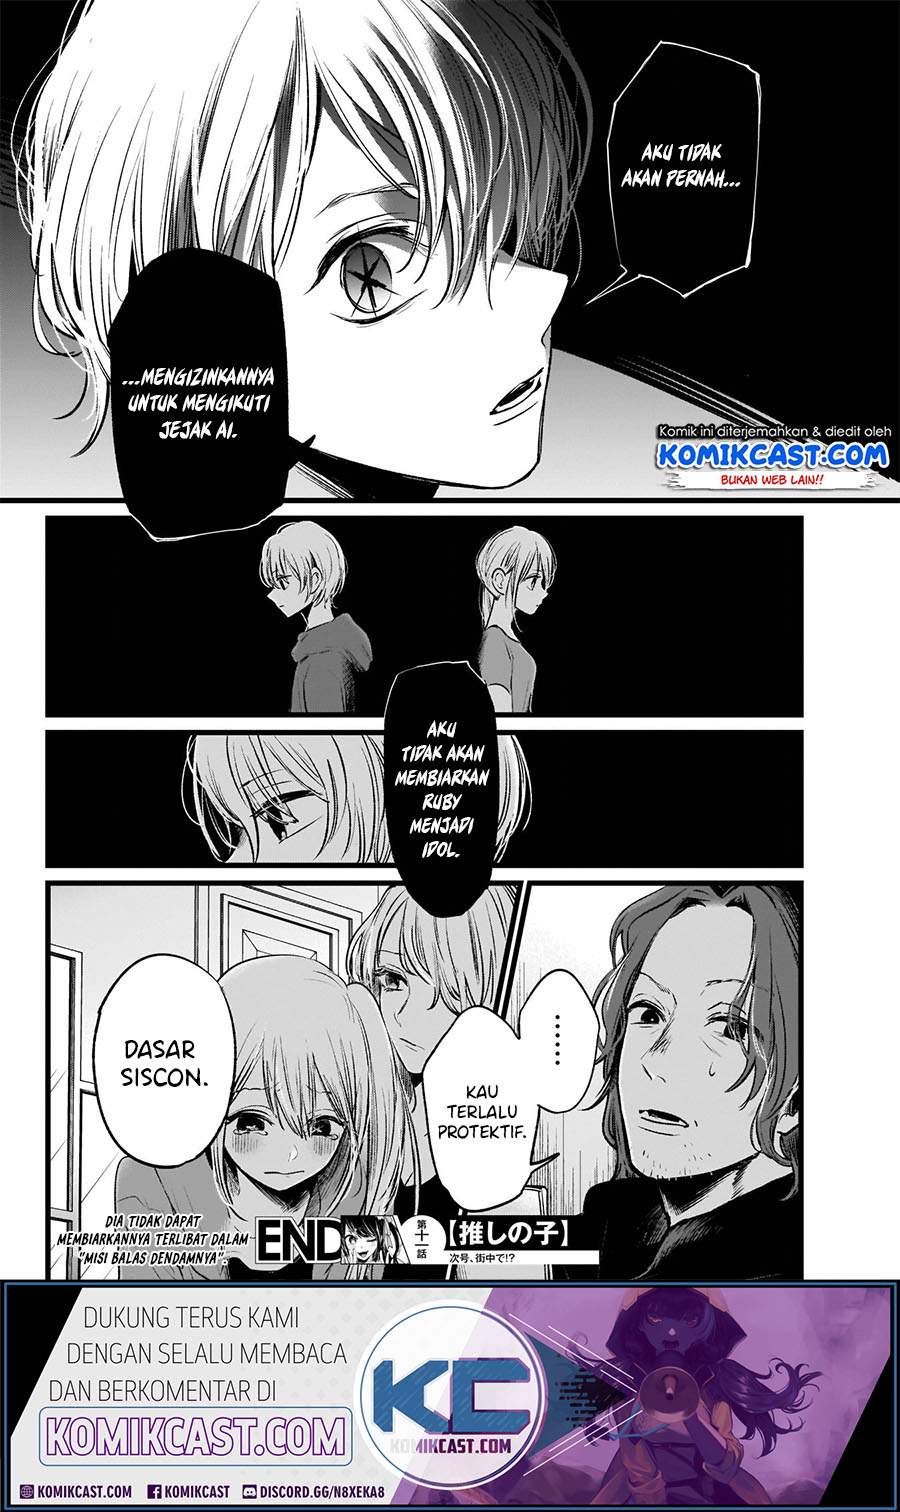 AKU TIDAK
AKAN PERNAH...
...MENGIZINKANNYA
UNTUK MENGIKUTI
JEJAK AI.
Komik ini diterjemahkan & diedit oleh
KOMIKCAST.COM
BUKAN WEB LAIN!!
AKU
TIDAK AKAN
MEMBIARKAN
RUBY
MENJADI
IDOL.
......
KAU
TERLALU
PROTEKTIF.
DASAR
SISCON.
DIA TIDAK DAPAT
MEMBIARKANNYA TERLIBAT DALAM
"MISI BALAS DENDAMNYA".
END
第十一話
【推しの子】
次号、街中で!?
DUKUNG TERUS KAMI
DENGAN SELALU MEMBACA
DAN BERKOMENTAR DI
KOMIKCAST.COM
KC
KOMIKCAST.COM
KOMIKCAST.COM
KOMIKCAST
DISCORD.GG/N8XEKA8